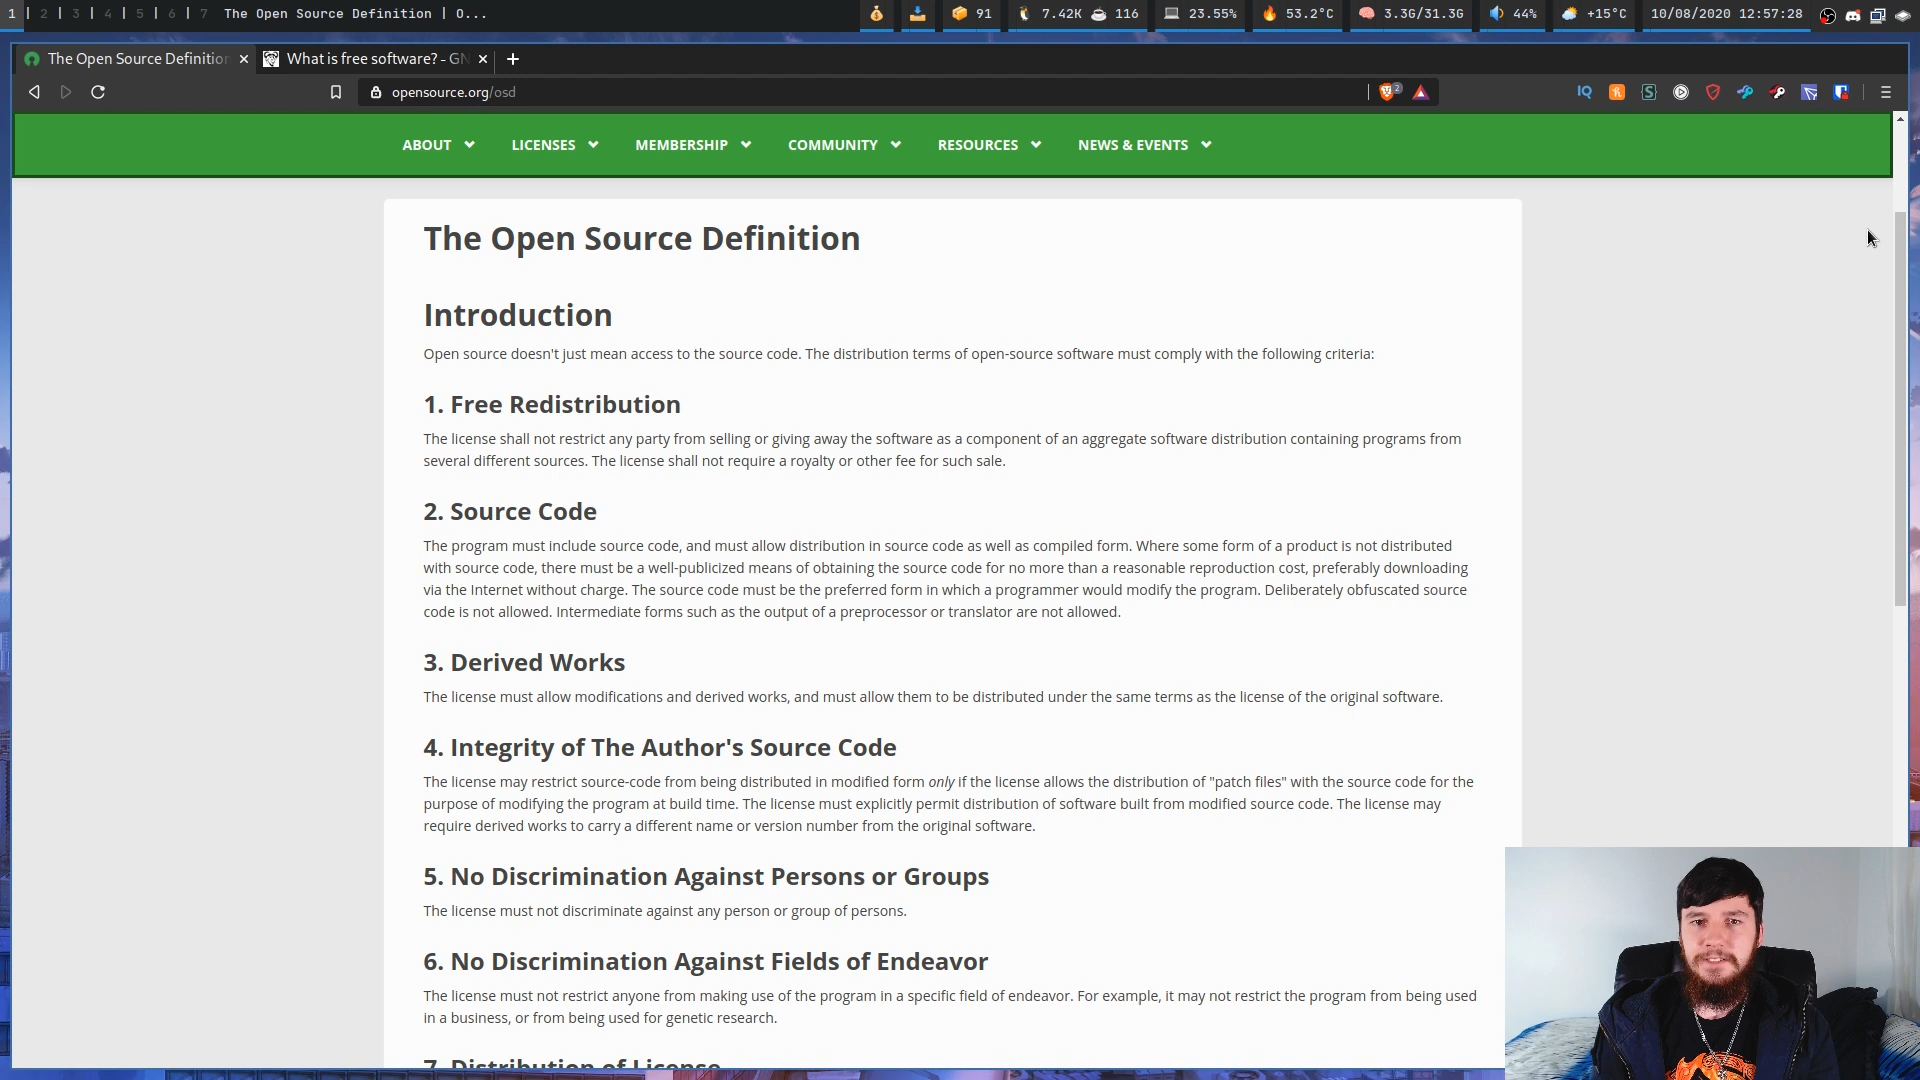 1 | 2 | 3 | 4 | 5 | 6 | 7 The Open Source Definition | O...
91 7.42K 116 23.55% 53.2°C 3.3G/31.3G 44% +15°C 10/08/2020 12:57:28
The Open Source Definition What is free software? - GN
opensource.org/osd
2
IQ
ABOUT LICENSES MEMBERSHIP COMMUNITY RESOURCES NEWS & EVENTS
The Open Source Definition
Introduction
Open source doesn't just mean access to the source code. The distribution terms of open-source software must comply with the following criteria:
1. Free Redistribution
The license shall not restrict any party from selling or giving away the software as a component of an aggregate software distribution containing programs from
several different sources. The license shall not require a royalty or other fee for such sale.
2. Source Code
The program must include source code, and must allow distribution in source code as well as compiled form. Where some form of a product is not distributed
with source code, there must be a well-publicized means of obtaining the source code for no more than a reasonable reproduction cost, preferably downloading
via the Internet without charge. The source code must be the preferred form in which a programmer would modify the program. Deliberately obfuscated source
code is not allowed. Intermediate forms such as the output of a preprocessor or translator are not allowed.
3. Derived Works
The license must allow modifications and derived works, and must allow them to be distributed under the same terms as the license of the original software.
4. Integrity of The Author's Source Code
The license may restrict source-code from being distributed in modified form only if the license allows the distribution of "patch files" with the source code for the
purpose of modifying the program at build time. The license must explicitly permit distribution of software built from modified source code. The license may
require derived works to carry a different name or version number from the original software.
5. No Discrimination Against Persons or Groups
The license must not discriminate against any person or group of persons.
6. No Discrimination Against Fields of Endeavor
The license must not restrict anyone from making use of the program in a specific field of endeavor. For example, it may not restrict the program from being used
in a business, or from being used for genetic research.
7. Distribution of License